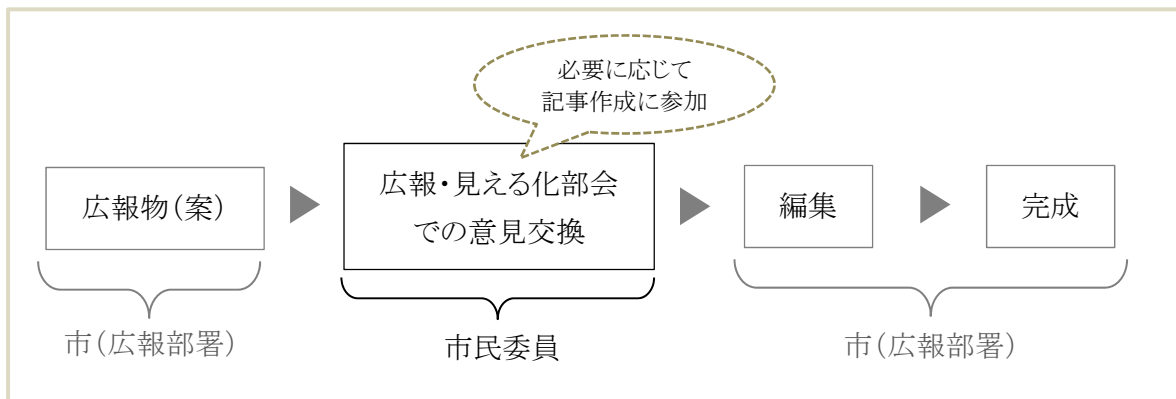 必要に応じて
記事作成に参加
広報物(案)
広報・見える化部会
での意見交換
編集
完成
市(広報部署)
市民委員
市(広報部署)